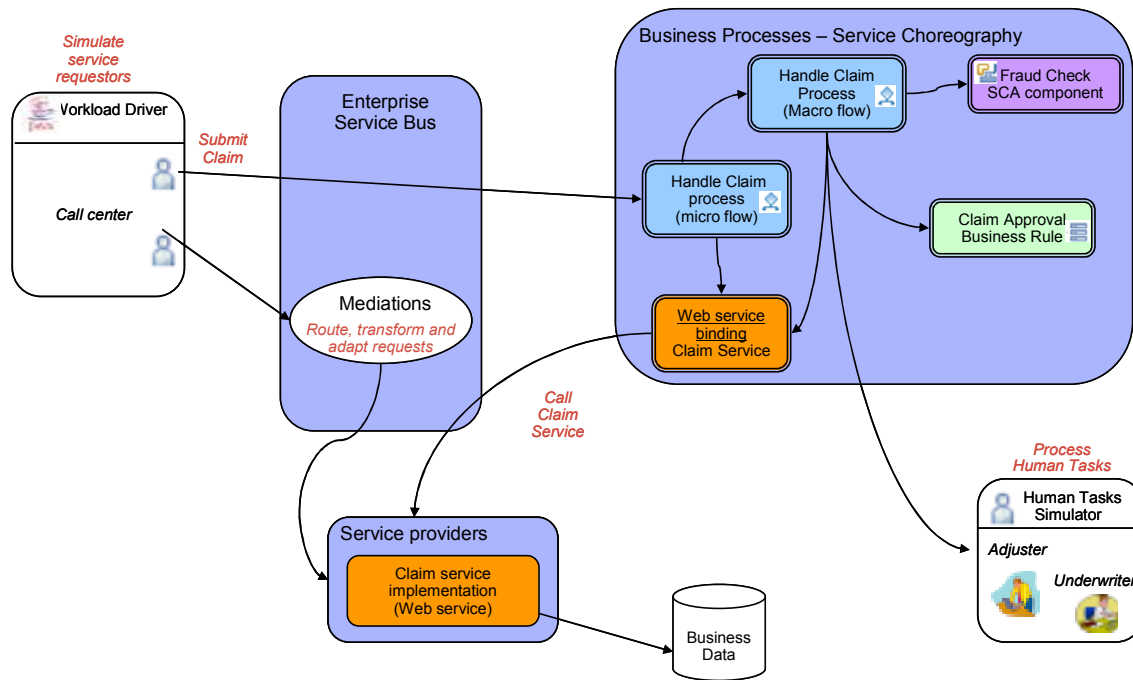 Simulate
service
requestors
Workload Driver
Call center
Submit
Claim
Enterprise
Service Bus
Mediations
Route, transform and
adapt requests
Business Processes – Service Choreography
Handle Claim
Process
(Macro flow)
Fraud Check
SCA component
Handle Claim
process
(micro flow)
Claim Approval
Business Rule
Web service
binding
Claim Service
Call
Claim
Service
Process
Human Tasks
Human Tasks
Simulator
Adjuster
Underwriter
Service providers
Claim service
implementation
(Web service)
Business
Data